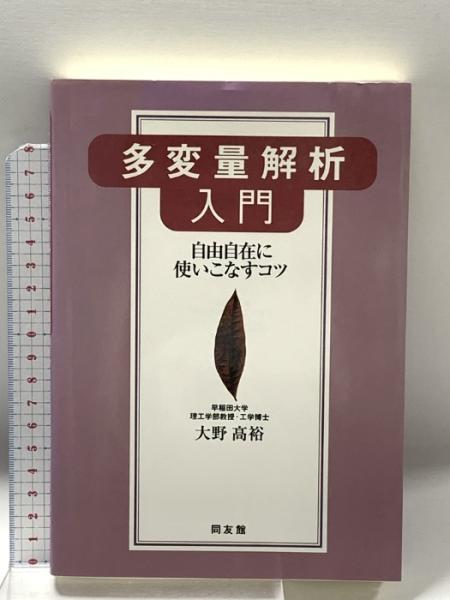 多変量解析
入門
自由自在に
使いこなすコツ
早稲田大学
理工学部教授・工学博士
大野 高裕
同友館